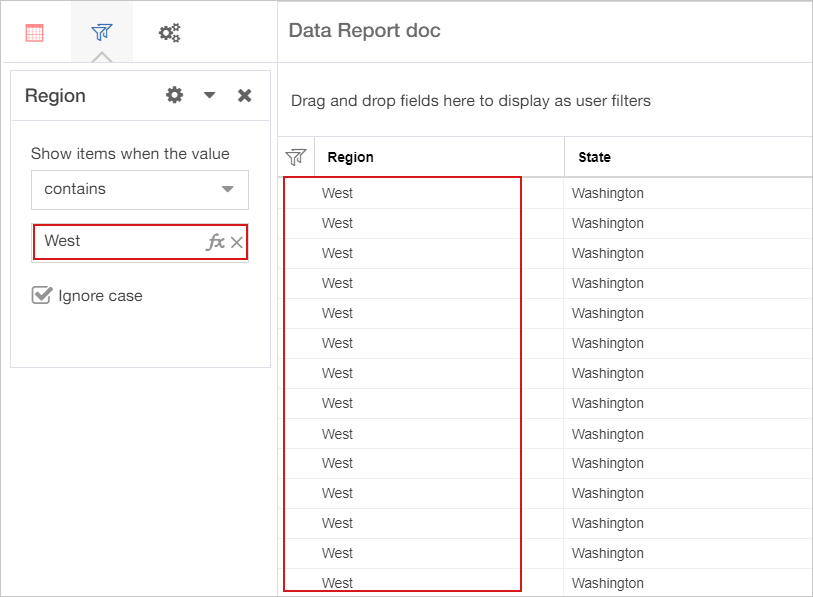 Data Report doc
Region
Show items when the value
contains
West fx
Ignore case
Drag and drop fields here to display as user filters
Region State
West Washington
West Washington
West Washington
West Washington
West Washington
West Washington
West Washington
West Washington
West Washington
West Washington
West Washington
West Washington
West Washington
West Washington